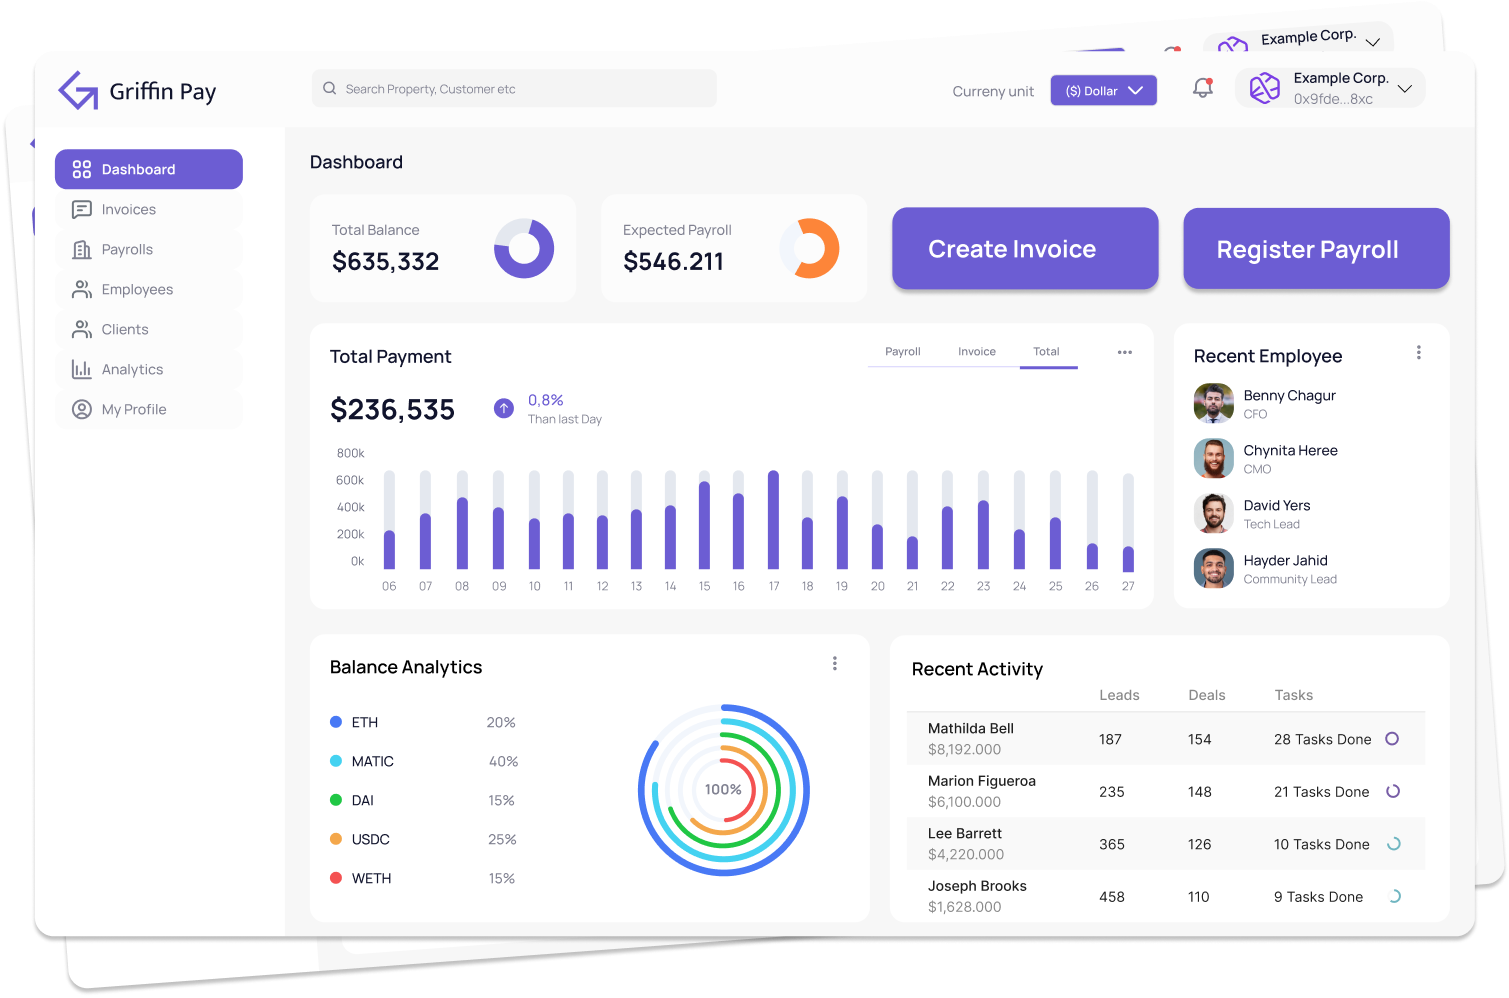 Example Corp.
Griffin Pay
Search Property, Customer etc
Curreny unit
($) Dollar
Example Corp.
0x9fde...8xc
Dashboard
Invoices
Payrolls
Employees
Clients
Analytics
My Profile
Dashboard
Total Balance
$635,332
Expected Payroll
$546.211
Create Invoice
Register Payroll
Total Payment
Payroll Invoice Total
$236,535
0,8%
Than last Day
800k
600k
400k
200k
0k
06 07 08 09 10 11 12 13 14 15 16 17 18 19 20 21 22 23 24 25 26 27
Recent Employee
Benny Chagur
CFO
Chynita Heree
CMO
David Yers
Tech Lead
Hayder Jahid
Community Lead
Balance Analytics
ETH 20%
MATIC 40%
DAI 15%
USDC 25%
WETH 15%
100%
Recent Activity
Leads Deals Tasks
Mathilda Bell
$8,192.000
187 154 28 Tasks Done
Marion Figueroa
$6,100.000
235 148 21 Tasks Done
Lee Barrett
$4,220.000
365 126 10 Tasks Done
Joseph Brooks
$1,628.000
458 110 9 Tasks Done